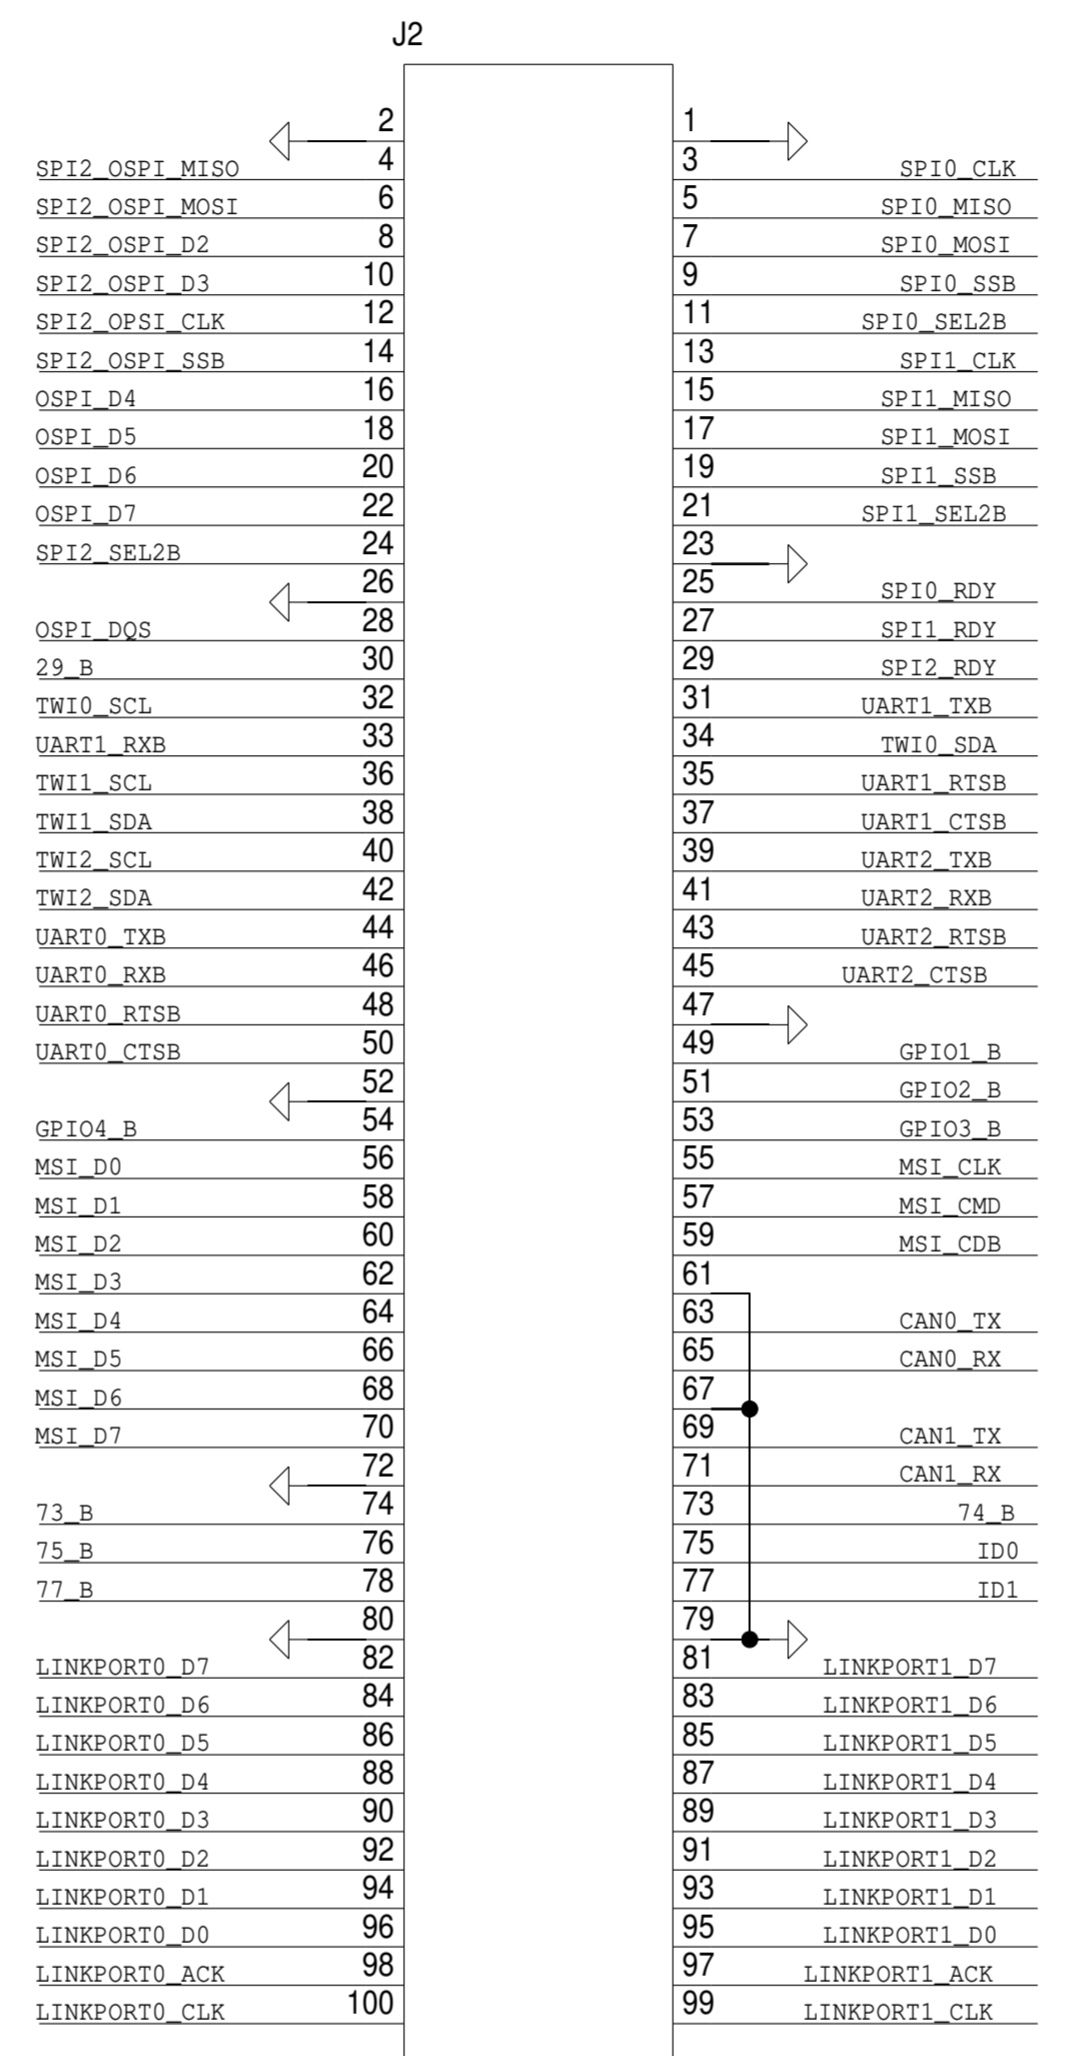 J2
2 1
SPI2_OSPI_MISO 4 3 SPI0_CLK
SPI2_OSPI_MOSI 6 5 SPI0_MISO
SPI2_OSPI_D2 8 7 SPI0_MOSI
SPI2_OSPI_D3 10 9 SPI0_SSB
SPI2_OPSI_CLK 12 11 SPI0_SEL2B
SPI2_OSPI_SSB 14 13 SPI1_CLK
OSPI_D4 16 15 SPI1_MISO
OSPI_D5 18 17 SPI1_MOSI
OSPI_D6 20 19 SPI1_SSB
OSPI_D7 22 21 SPI1_SEL2B
SPI2_SEL2B 24 23
26 25 SPI0_RDY
OSPI_DQS 28 27 SPI1_RDY
29_B 30 29 SPI2_RDY
TWI0_SCL 32 31 UART1_TXB
UART1_RXB 33 34 TWI0_SDA
TWI1_SCL 36 35 UART1_RTSB
TWI1_SDA 38 37 UART1_CTSB
TWI2_SCL 40 39 UART2_TXB
TWI2_SDA 42 41 UART2_RXB
UART0_TXB 44 43 UART2_RTSB
UART0_RXB 46 45 UART2_CTSB
UART0_RTSB 48 47
UART0_CTSB 50 49 GPIO1_B
52 51 GPIO2_B
GPIO4_B 54 53 GPIO3_B
MSI_D0 56 55 MSI_CLK
MSI_D1 58 57 MSI_CMD
MSI_D2 60 59 MSI_CDB
MSI_D3 62 61
MSI_D4 64 63 CAN0_TX
MSI_D5 66 65 CAN0_RX
MSI_D6 68 67
MSI_D7 70 69 CAN1_TX
72 71 CAN1_RX
73_B 74 73 74_B
75_B 76 75 ID0
77_B 78 77 ID1
80 79
LINKPORT0_D7 82 81 LINKPORT1_D7
LINKPORT0_D6 84 83 LINKPORT1_D6
LINKPORT0_D5 86 85 LINKPORT1_D5
LINKPORT0_D4 88 87 LINKPORT1_D4
LINKPORT0_D3 90 89 LINKPORT1_D3
LINKPORT0_D2 92 91 LINKPORT1_D2
LINKPORT0_D1 94 93 LINKPORT1_D1
LINKPORT0_D0 96 95 LINKPORT1_D0
LINKPORT0_ACK 98 97 LINKPORT1_ACK
LINKPORT0_CLK 100 99 LINKPORT1_CLK